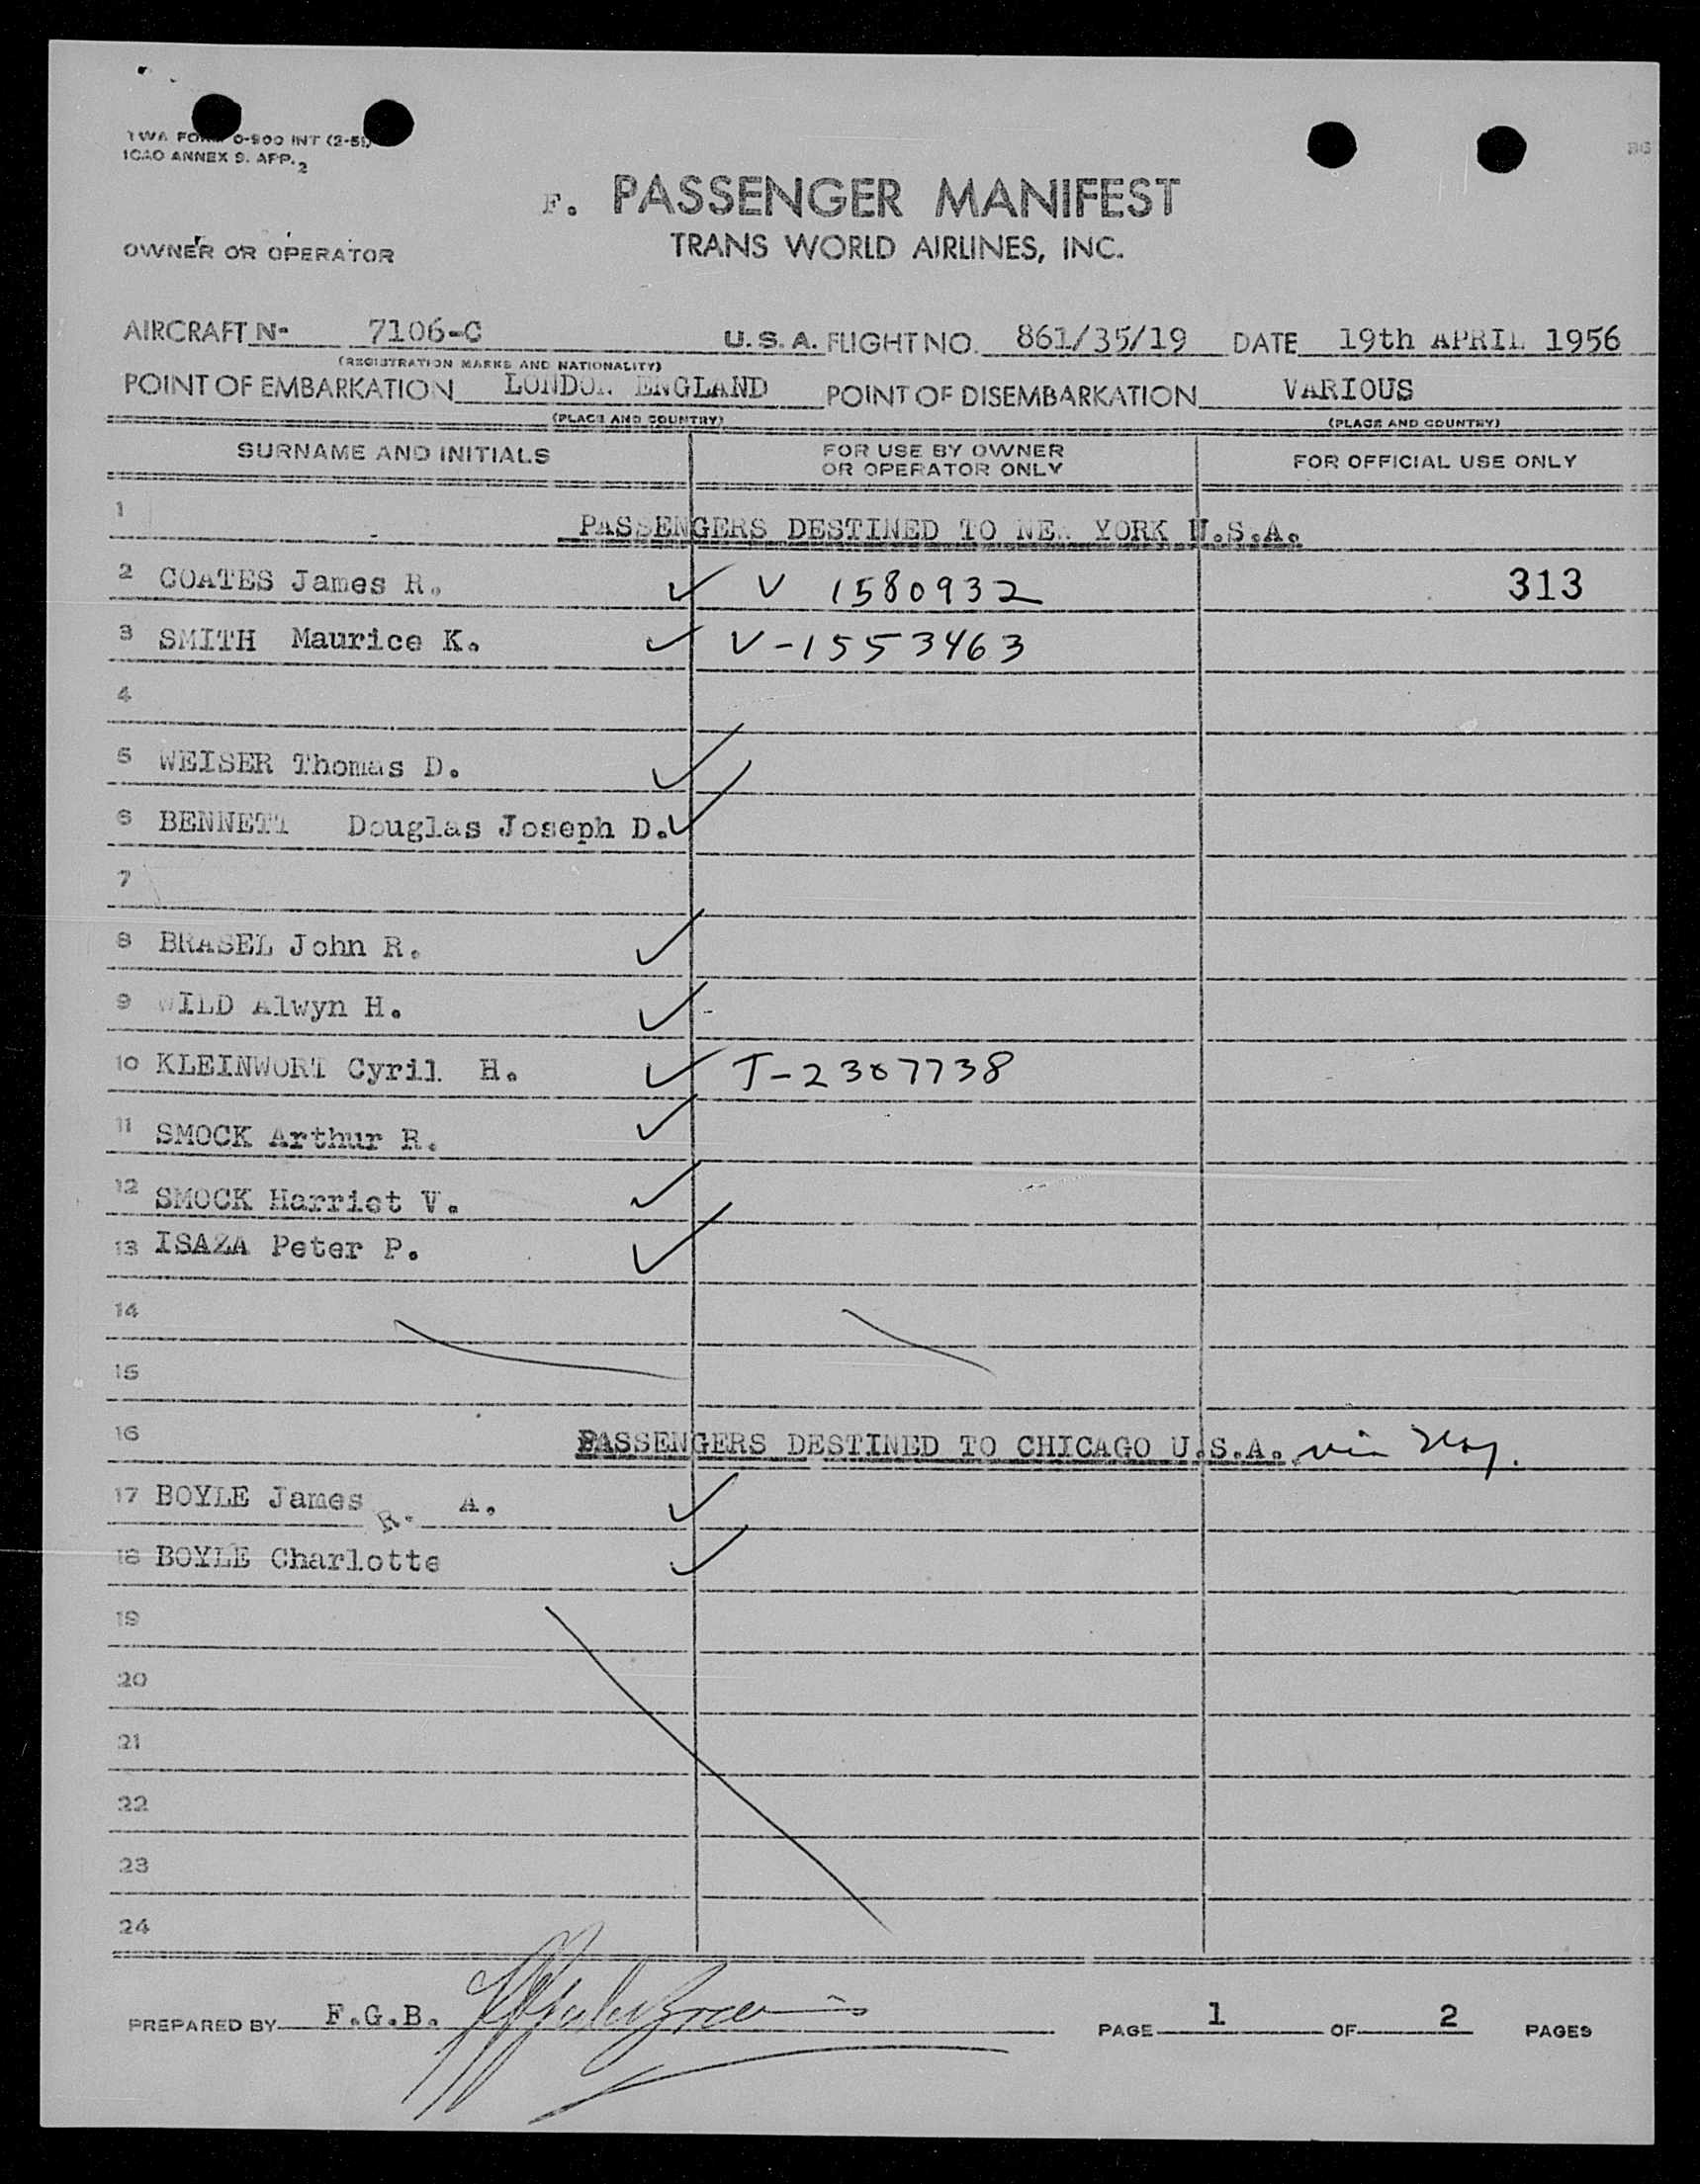 TWA FORM 0-900 INT (2-51)
ICAO ANNEX 9. APP. 2
F. PASSENGER MANIFEST
OWNER OR OPERATOR TRANS WORLD AIRLINES, INC.
AIRCRAFT N- 7106-C U.S.A. FLIGHT NO. 861/35/19 DATE 19th APRIL 1956
(REGISTRATION MARKS AND NATIONALITY)
POINT OF EMBARKATION LONDON ENGLAND POINT OF DISEMBARKATION VARIOUS
(PLACE AND COUNTRY) (PLACE AND COUNTRY)
SURNAME AND INITIALS FOR USE BY OWNER OR OPERATOR ONLY FOR OFFICIAL USE ONLY
1 PASSENGERS DESTINED TO NEW YORK U.S.A.
2 COATES James R. ✓ V 1580932 313
3 SMITH Maurice K. ✓ V-1553463
4
5 WEISER Thomas D. ✓
6 BENNETT Douglas Joseph D. ✓
7
8 BRASEL John R. ✓
9 WILD Alwyn H. ✓
10 KLEINWORT Cyril H. ✓ T-2307738
11 SMOCK Arthur R. ✓
12 SMOCK Harriet V. ✓
13 ISAZA Peter P. ✓
14
15
16 PASSENGERS DESTINED TO CHICAGO U.S.A. via
17 BOYLE James R. A. ✓
18 BOYLE Charlotte ✓
19
20
21
22
23
24
PREPARED BY F.G.B. PAGE 1 OF 2 PAGES